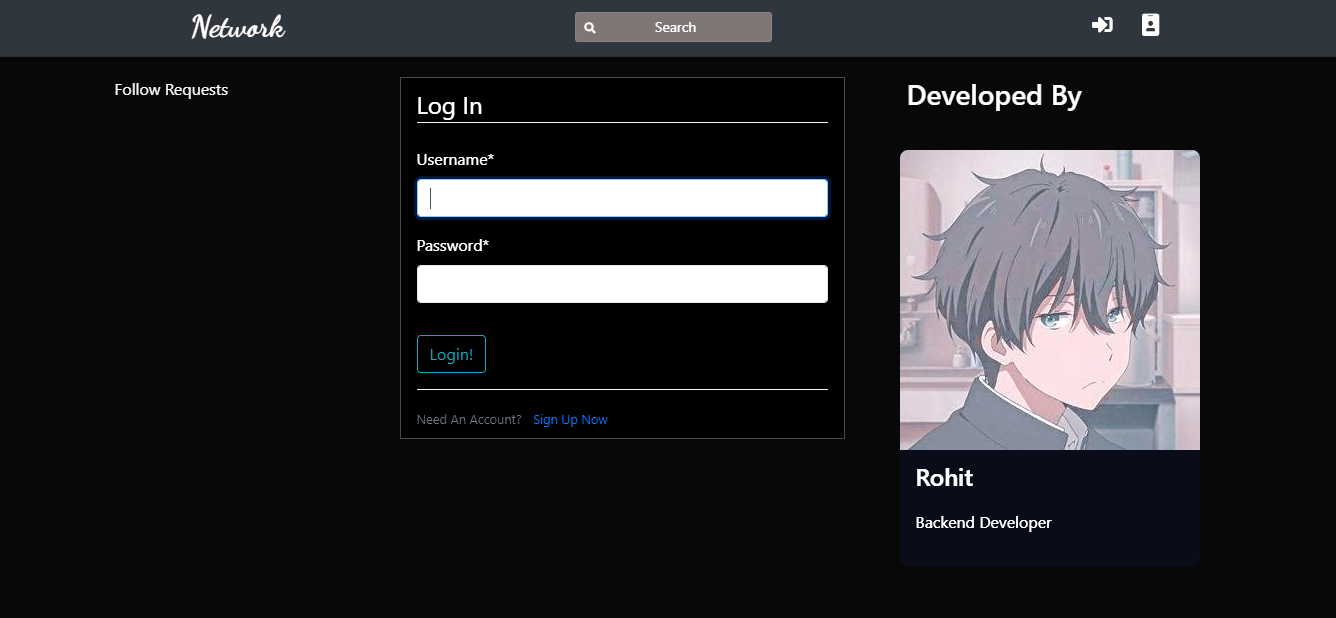 Network
Search
Follow Requests
Log In
Username*
Password*
Login!
Need An Account? Sign Up Now
Developed By
Rohit
Backend Developer